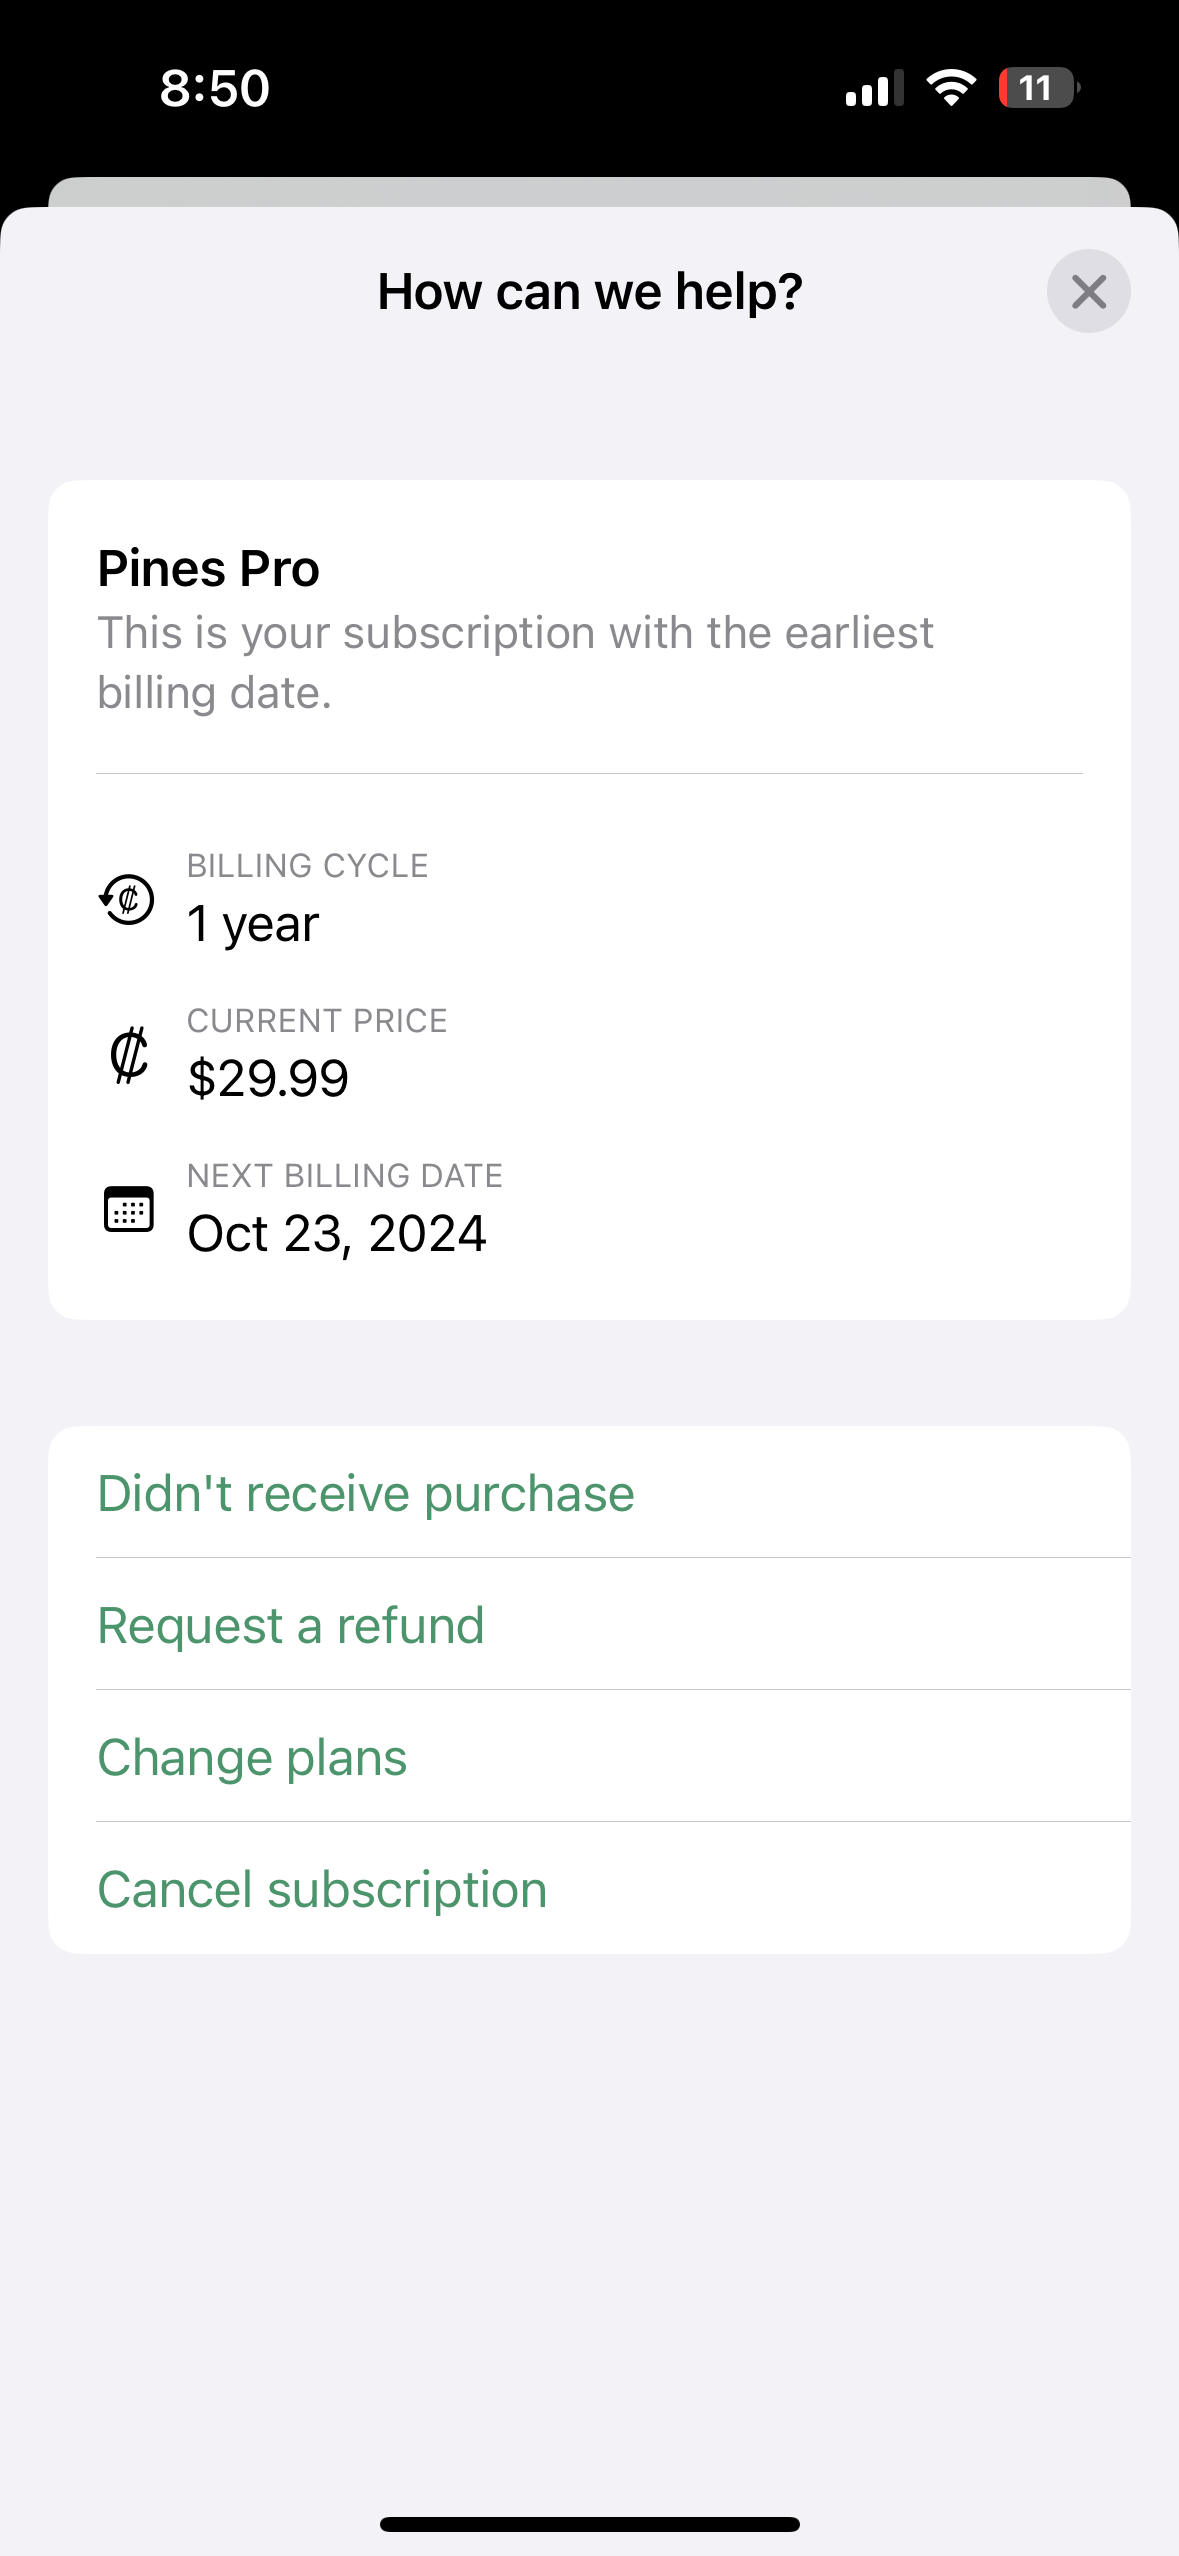 8:50
11
How can we help?
Pines Pro
This is your subscription with the earliest
billing date.
BILLING CYCLE
₡
1 year
CURRENT PRICE
₡
$29.99
NEXT BILLING DATE
Oct 23, 2024
Didn't receive purchase
Request a refund
Change plans
Cancel subscription